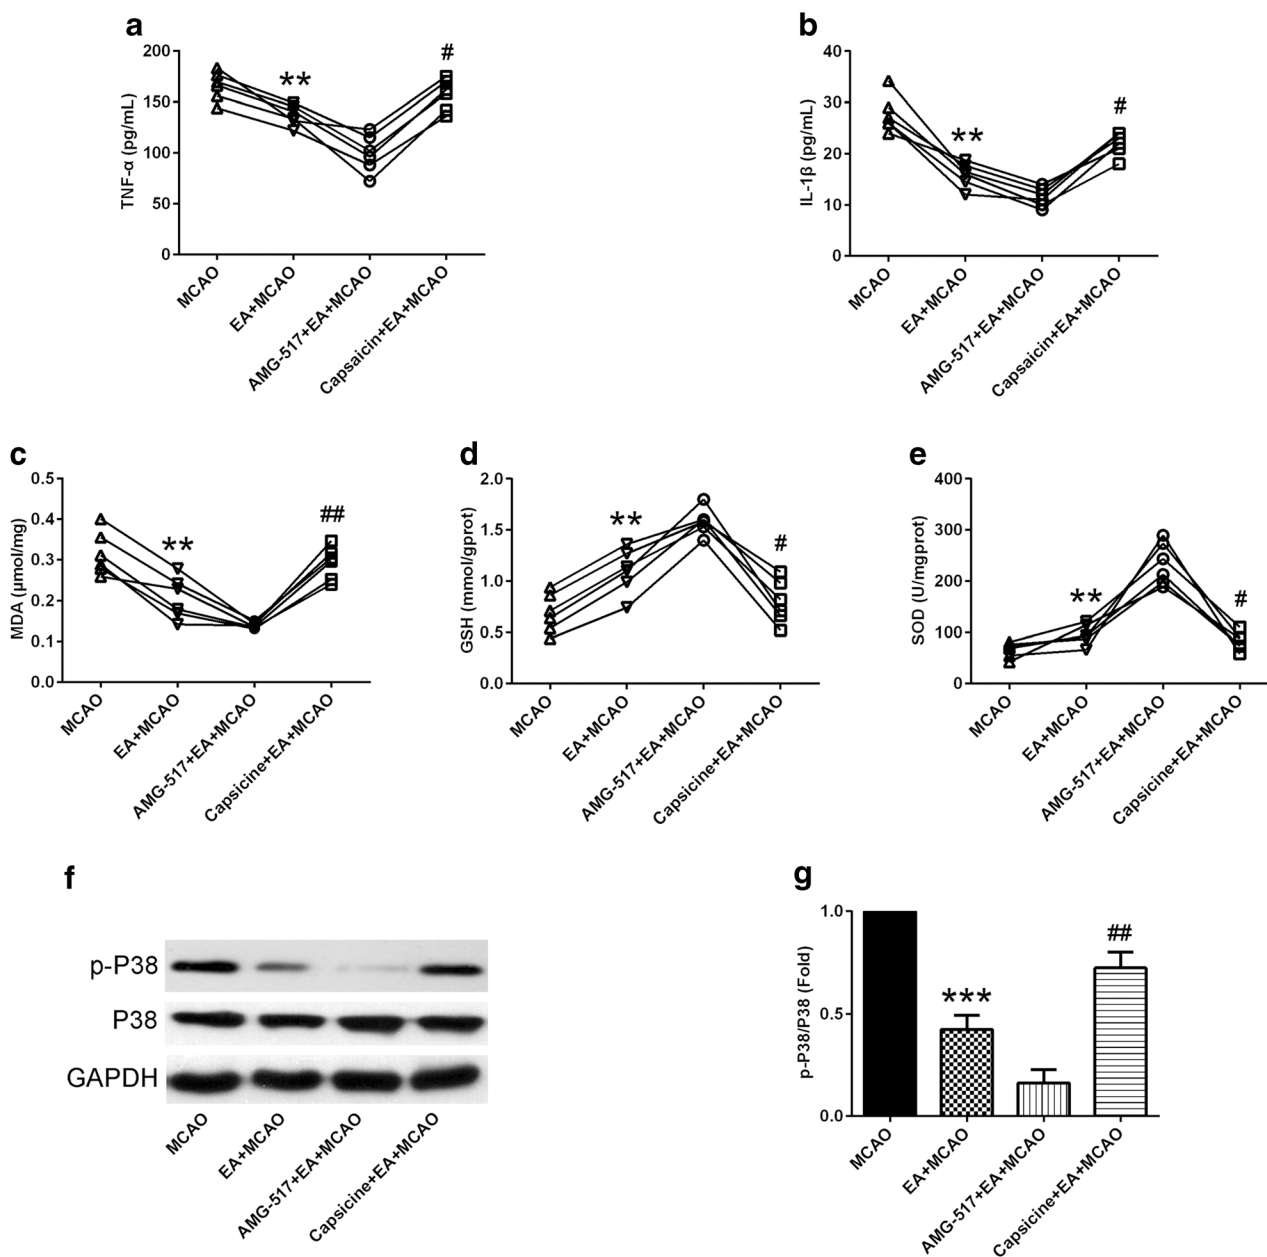 a
b
200
150
100
50
0
TNF-α (pg/mL)
**
#
MCAO
EA+MCAO
AMG-517+EA+MCAO
Capsaicin+EA+MCAO
40
30
20
10
0
IL-1β (pg/mL)
**
#
MCAO
EA+MCAO
AMG-517+EA+MCAO
Capsaicin+EA+MCAO
c
d
e
0.5
0.4
0.3
0.2
0.1
0.0
MDA (μmol/mg)
**
##
MCAO
EA+MCAO
AMG-517+EA+MCAO
Capsicine+EA+MCAO
2.0
1.5
1.0
0.5
0.0
GSH (mmol/gprot)
**
#
MCAO
EA+MCAO
AMG-517+EA+MCAO
Capsicine+EA+MCAO
400
300
200
100
0
SOD (U/mgprot)
**
#
MCAO
EA+MCAO
AMG-517+EA+MCAO
Capsicine+EA+MCAO
f
g
p-P38
P38
GAPDH
MCAO
EA+MCAO
AMG-517+EA+MCAO
Capsicine+EA+MCAO
1.0
0.5
0.0
p-P38/P38 (Fold)
***
##
MCAO
EA+MCAO
AMG-517+EA+MCAO
Capsicine+EA+MCAO